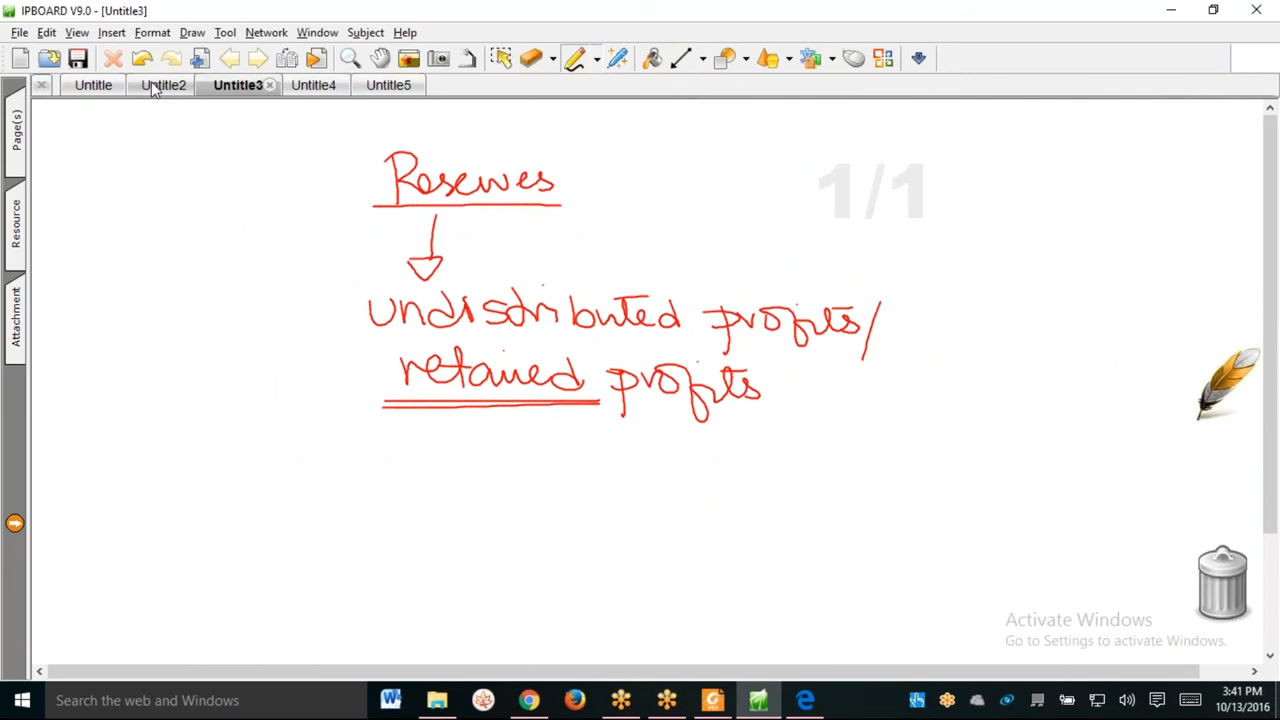 IPBOARD V9.0 - [Untitle3]
File Edit View Insert Format Draw Tool Network Window Subject Help
Untitle Untitle2 Untitle3 Untitle4 Untitle5
Page(s)
Resource
Attachment
1/1
Reserves
undistributed profits/
retained profits
Activate Windows
Go to Settings to activate Windows.
Search the web and Windows
3:41 PM
10/13/2016